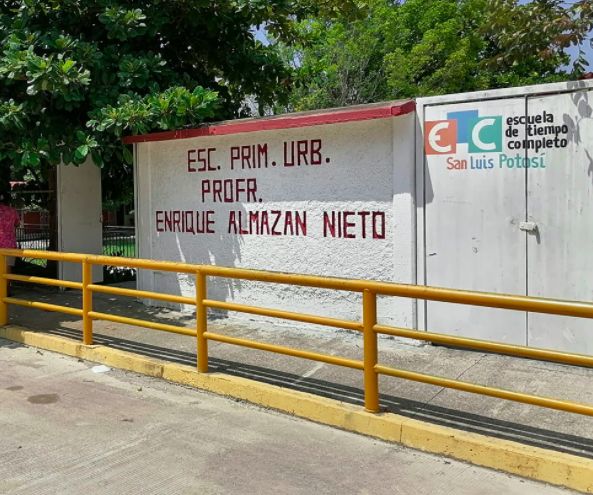 ESC. PRIM. URB.
PROFR.
ENRIQUE ALMAZAN NIETO
ETC
escuela
de tiempo
completo
San Luis Potosí